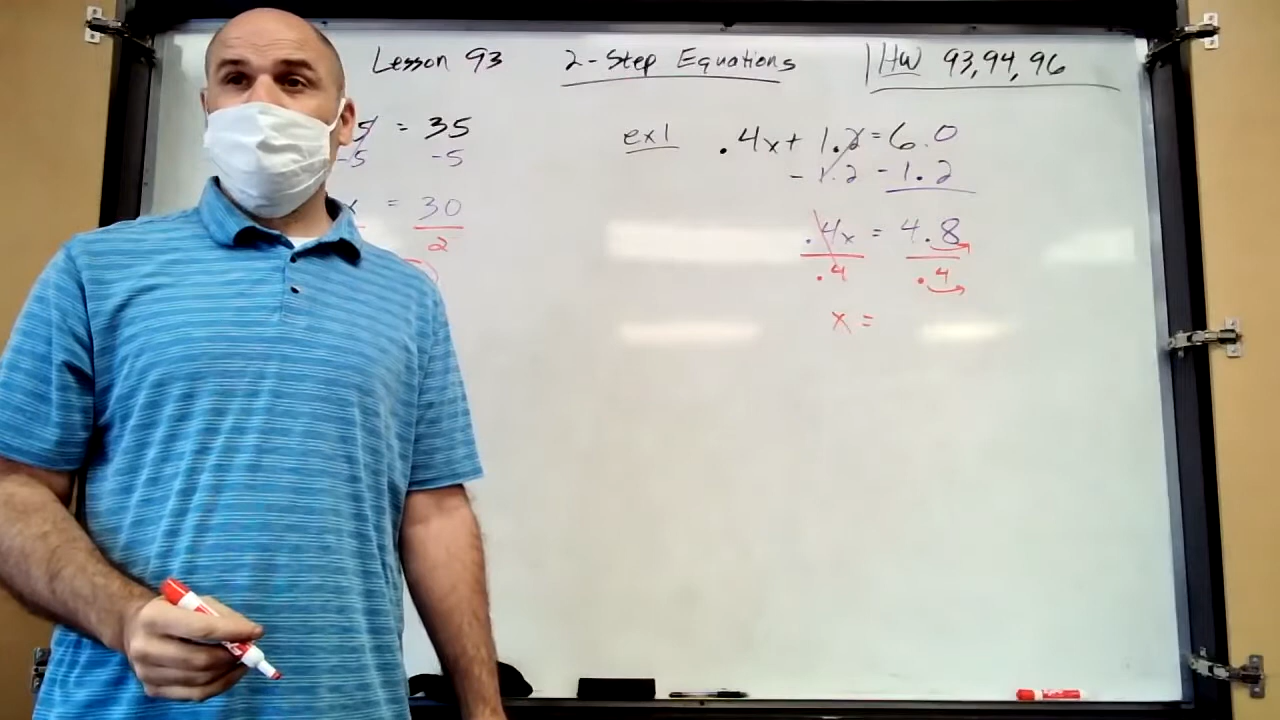 Lesson 93
2-Step Equations
HW 93,94,96
5 = 35
-5 -5
x = 30
2
ex1 .4x + 1.2 = 6.0
- 1.2 - 1.2
.4x = 4.8
.4 .4
x =